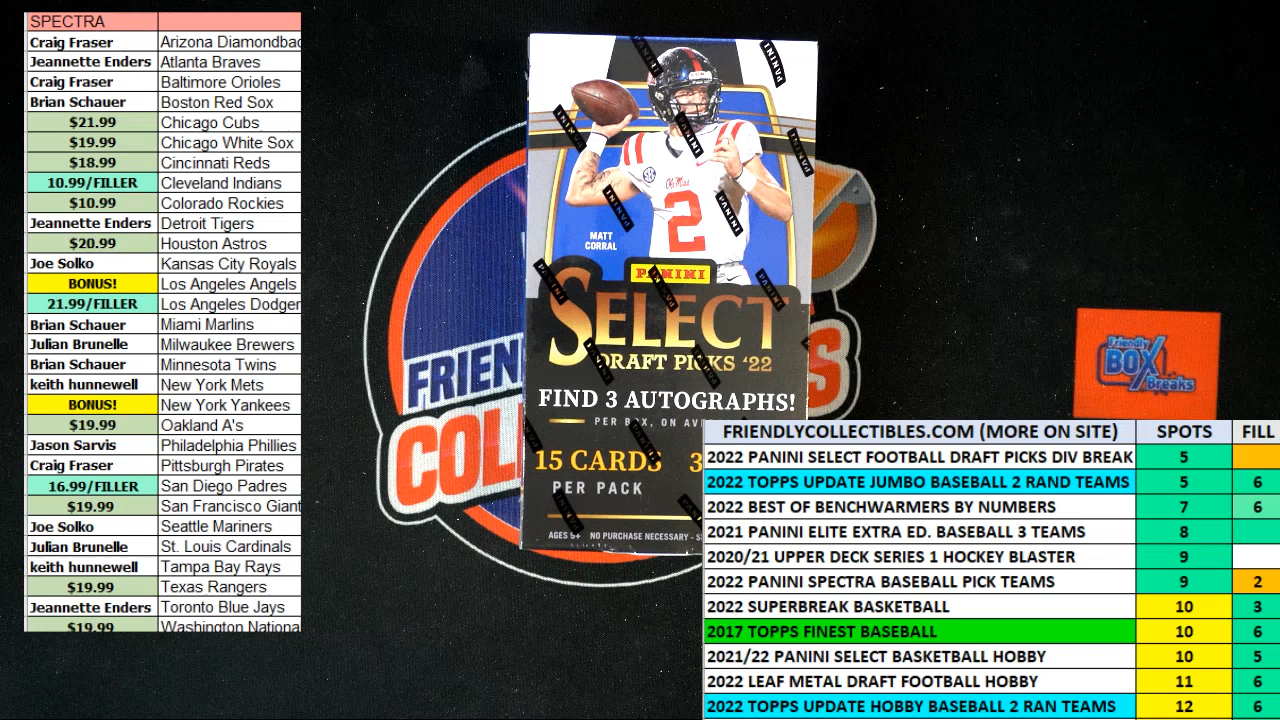 SPECTRA
Craig Fraser Arizona Diamondbac
Jeannette Enders Atlanta Braves
Craig Fraser Baltimore Orioles
Brian Schauer Boston Red Sox
$21.99 Chicago Cubs
$19.99 Chicago White Sox
$18.99 Cincinnati Reds
10.99/FILLER Cleveland Indians
$10.99 Colorado Rockies
Jeannette Enders Detroit Tigers
$20.99 Houston Astros
Joe Solko Kansas City Royals
BONUS! Los Angeles Angels
21.99/FILLER Los Angeles Dodger
Brian Schauer Miami Marlins
Julian Brunelle Milwaukee Brewers
Brian Schauer Minnesota Twins
keith hunnewell New York Mets
BONUS! New York Yankees
$19.99 Oakland A's
Jason Sarvis Philadelphia Phillies
Craig Fraser Pittsburgh Pirates
16.99/FILLER San Diego Padres
$19.99 San Francisco Giant
Joe Solko Seattle Mariners
Julian Brunelle St. Louis Cardinals
keith hunnewell Tampa Bay Rays
$19.99 Texas Rangers
Jeannette Enders Toronto Blue Jays
$19.99 Washington Nationa
PANINI
Ole Miss
2
MATT
CORRAL
PANINI
SELECT
DRAFT PICKS '22
FIND 3 AUTOGRAPHS!
PER BOX, ON AV
15 CARDS 3
PER PACK
AGES 5+ NO PURCHASE NECESSARY - S
FRIEN
COL
S
Friendly
BOX
Breaks
FRIENDLYCOLLECTIBLES.COM (MORE ON SITE) SPOTS FILL
2022 PANINI SELECT FOOTBALL DRAFT PICKS DIV BREAK 5
2022 TOPPS UPDATE JUMBO BASEBALL 2 RAND TEAMS 5 6
2022 BEST OF BENCHWARMERS BY NUMBERS 7 6
2021 PANINI ELITE EXTRA ED. BASEBALL 3 TEAMS 8
2020/21 UPPER DECK SERIES 1 HOCKEY BLASTER 9
2022 PANINI SPECTRA BASEBALL PICK TEAMS 9 2
2022 SUPERBREAK BASKETBALL 10 3
2017 TOPPS FINEST BASEBALL 10 6
2021/22 PANINI SELECT BASKETBALL HOBBY 10 5
2022 LEAF METAL DRAFT FOOTBALL HOBBY 11 6
2022 TOPPS UPDATE HOBBY BASEBALL 2 RAN TEAMS 12 6